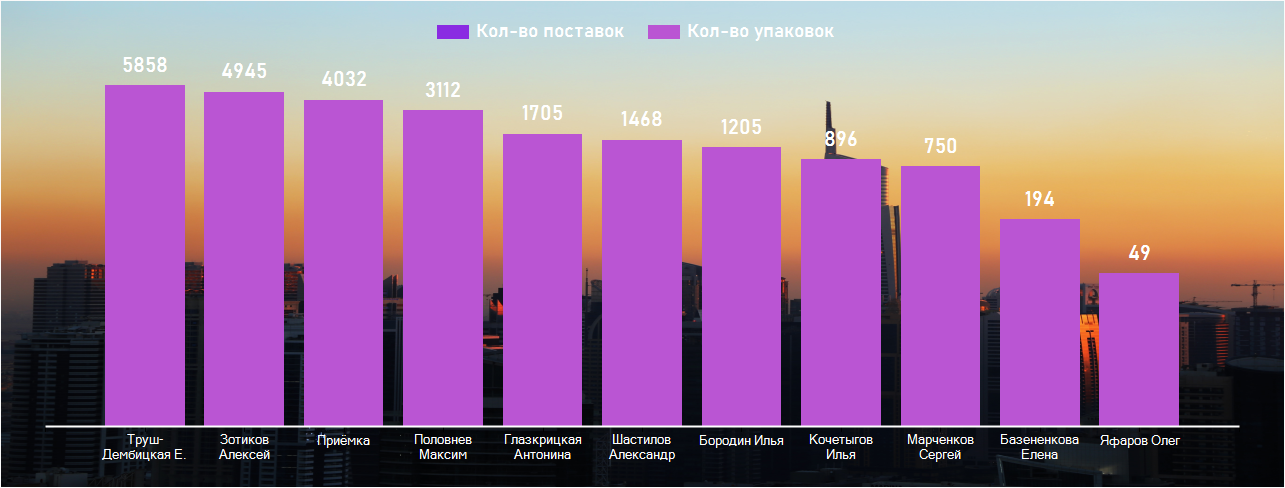 Кол-во поставок Кол-во упаковок
5858 4945 4032 3112 1705 1468 1205 896 750 194 49
Труш-
Дембицкая Е.
Зотиков
Алексей
Приёмка
Половнев
Максим
Глазкрицкая
Антонина
Шастилов
Александр
Бородин Илья
Кочетыгов
Илья
Марченков
Сергей
Базененкова
Елена
Яфаров Олег